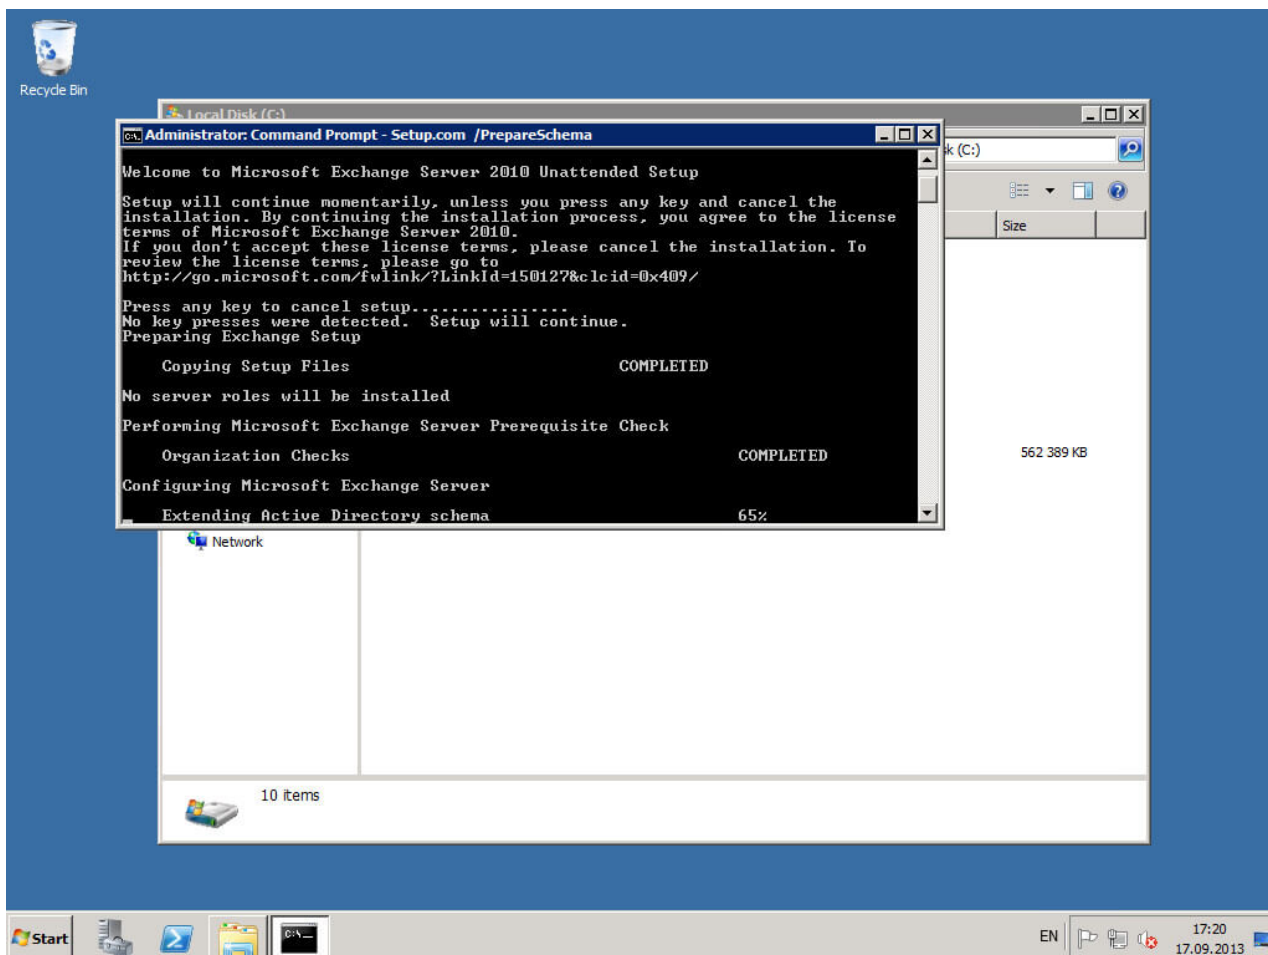 Recycle Bin
Local Disk (C:)
Administrator: Command Prompt - Setup.com /PrepareSchema
sk (C:)
Welcome to Microsoft Exchange Server 2010 Unattended Setup
Setup will continue momentarily, unless you press any key and cancel the
installation. By continuing the installation process, you agree to the license
terms of Microsoft Exchange Server 2010.
If you don't accept these license terms, please cancel the installation. To
review the license terms, please go to
http://go.microsoft.com/fwlink/?LinkId=150127&clcid=0x409/
Size
Press any key to cancel setup................
No key presses were detected.  Setup will continue.
Preparing Exchange Setup
Copying Setup Files COMPLETED
No server roles will be installed
Performing Microsoft Exchange Server Prerequisite Check
Organization Checks COMPLETED
562 389 KB
Configuring Microsoft Exchange Server
Extending Active Directory schema 65%
Network
10 items
Start
C:\_
EN
17:20
17.09.2013